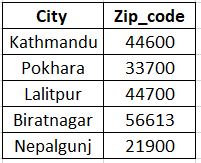 City Zip_code
Kathmandu 44600
Pokhara 33700
Lalitpur 44700
Biratnagar 56613
Nepalgunj 21900